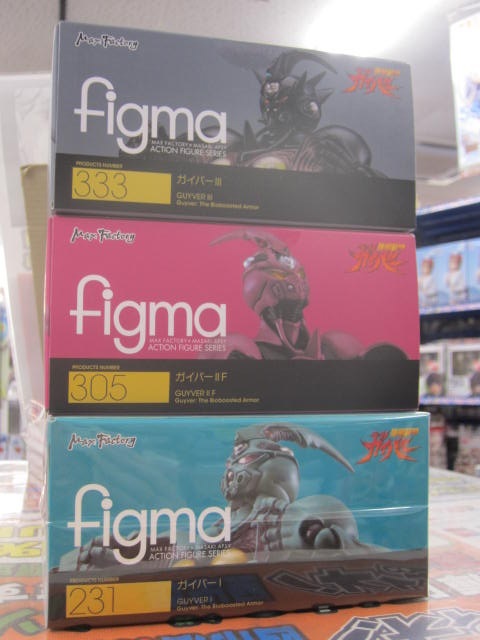 Max Factory
figma
MAX FACTORY×MASAKI APSY
ACTION FIGURE SERIES
PRODUCTS NUMBER
333
ガイバーIII
GUYVER III
Guyver: The Bioboosted Armor
Max Factory
figma
MAX FACTORY×MASAKI APSY
ACTION FIGURE SERIES
PRODUCTS NUMBER
305
ガイバーII F
GUYVER II F
Guyver: The Bioboosted Armor
Max Factory
figma
MAX FACTORY×MASAKI APSY
ACTION FIGURE SERIES
PRODUCTS NUMBER
231
ガイバーI
GUYVER I
Guyver: The Bioboosted Armor